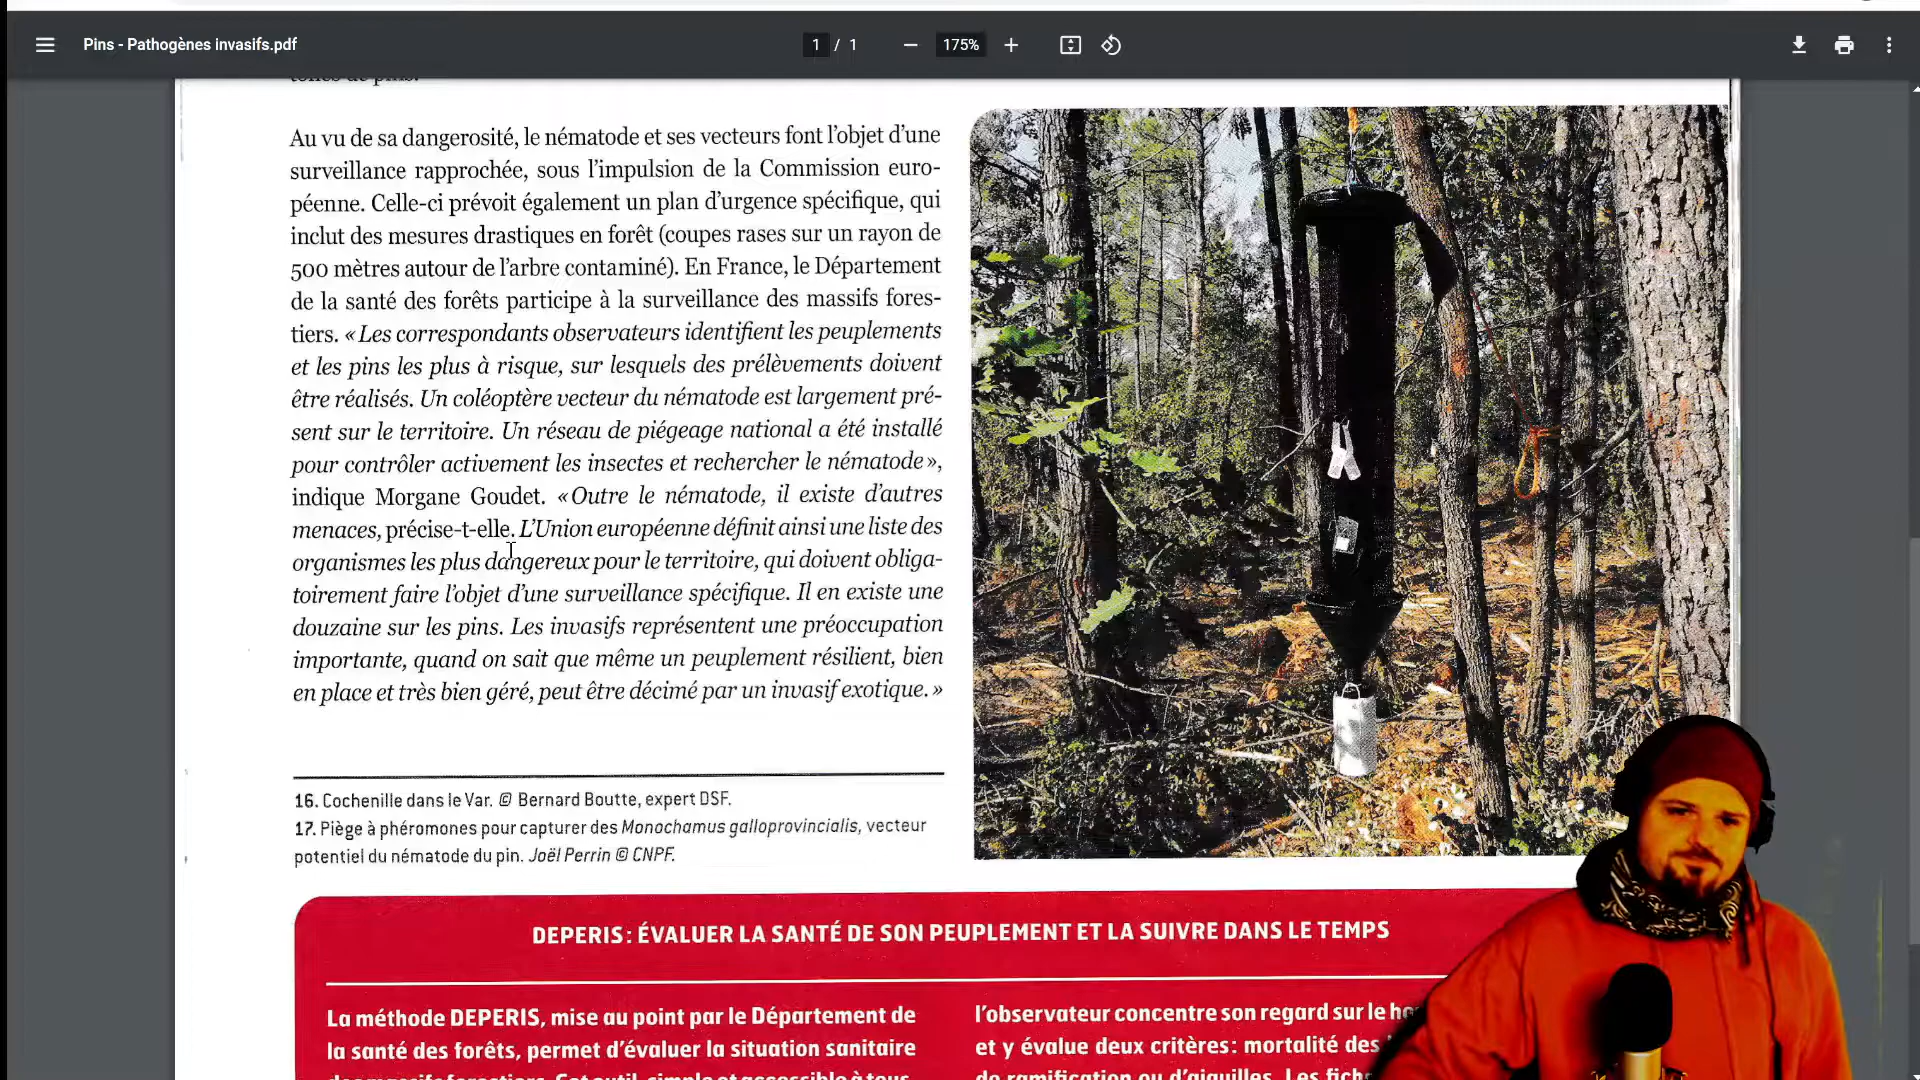 Pins - Pathogènes invasifs.pdf
1 / 1
175%
Au vu de sa dangerosité, le nématode et ses vecteurs font l'objet d'une
surveillance rapprochée, sous l'impulsion de la Commission euro-
péenne. Celle-ci prévoit également un plan d'urgence spécifique, qui
inclut des mesures drastiques en forêt (coupes rases sur un rayon de
500 mètres autour de l'arbre contaminé). En France, le Département
de la santé des forêts participe à la surveillance des massifs fores-
tiers. « Les correspondants observateurs identifient les peuplements
et les pins les plus à risque, sur lesquels des prélèvements doivent
être réalisés. Un coléoptère vecteur du nématode est largement pré-
sent sur le territoire. Un réseau de piégeage national a été installé
pour contrôler activement les insectes et rechercher le nématode »,
indique Morgane Goudet. « Outre le nématode, il existe d'autres
menaces, précise-t-elle. L'Union européenne définit ainsi une liste des
organismes les plus dangereux pour le territoire, qui doivent obliga-
toirement faire l'objet d'une surveillance spécifique. Il en existe une
douzaine sur les pins. Les invasifs représentent une préoccupation
importante, quand on sait que même un peuplement résilient, bien
en place et très bien géré, peut être décimé par un invasif exotique. »
16. Cochenille dans le Var. © Bernard Boutte, expert DSF.
17. Piège à phéromones pour capturer des Monochamus galloprovincialis, vecteur
potentiel du nématode du pin. Joël Perrin © CNPF.
DEPERIS : ÉVALUER LA SANTÉ DE SON PEUPLEMENT ET LA SUIVRE DANS LE TEMPS
La méthode DEPERIS, mise au point par le Département de
la santé des forêts, permet d'évaluer la situation sanitaire
l'observateur concentre son regard sur le
et y évalue deux critères : mortalité des